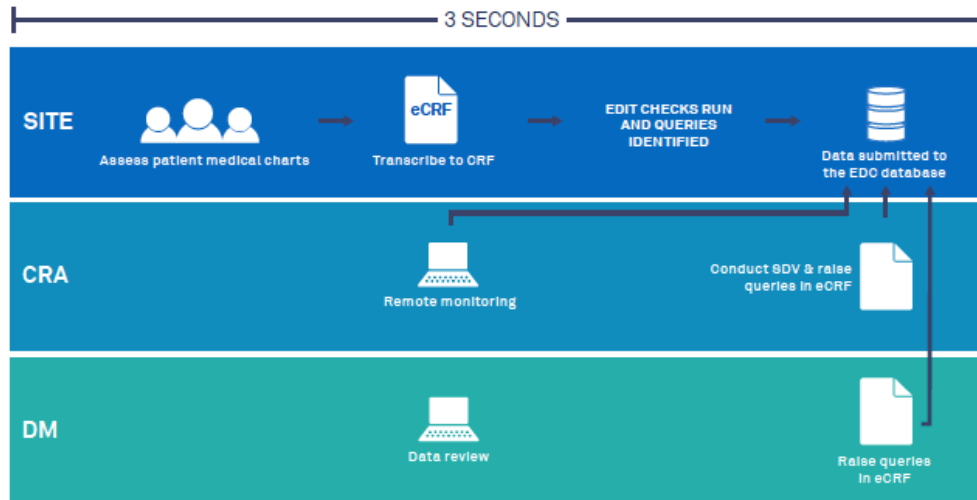 3 SECONDS
SITE
eCRF
Assess patient medical charts
Transcribe to CRF
EDIT CHECKS RUN
AND QUERIES
IDENTIFIED
Data submitted to
the EDC database
CRA
Remote monitoring
Conduct SDV & raise
queries in eCRF
DM
Data review
Raise queries
in eCRF